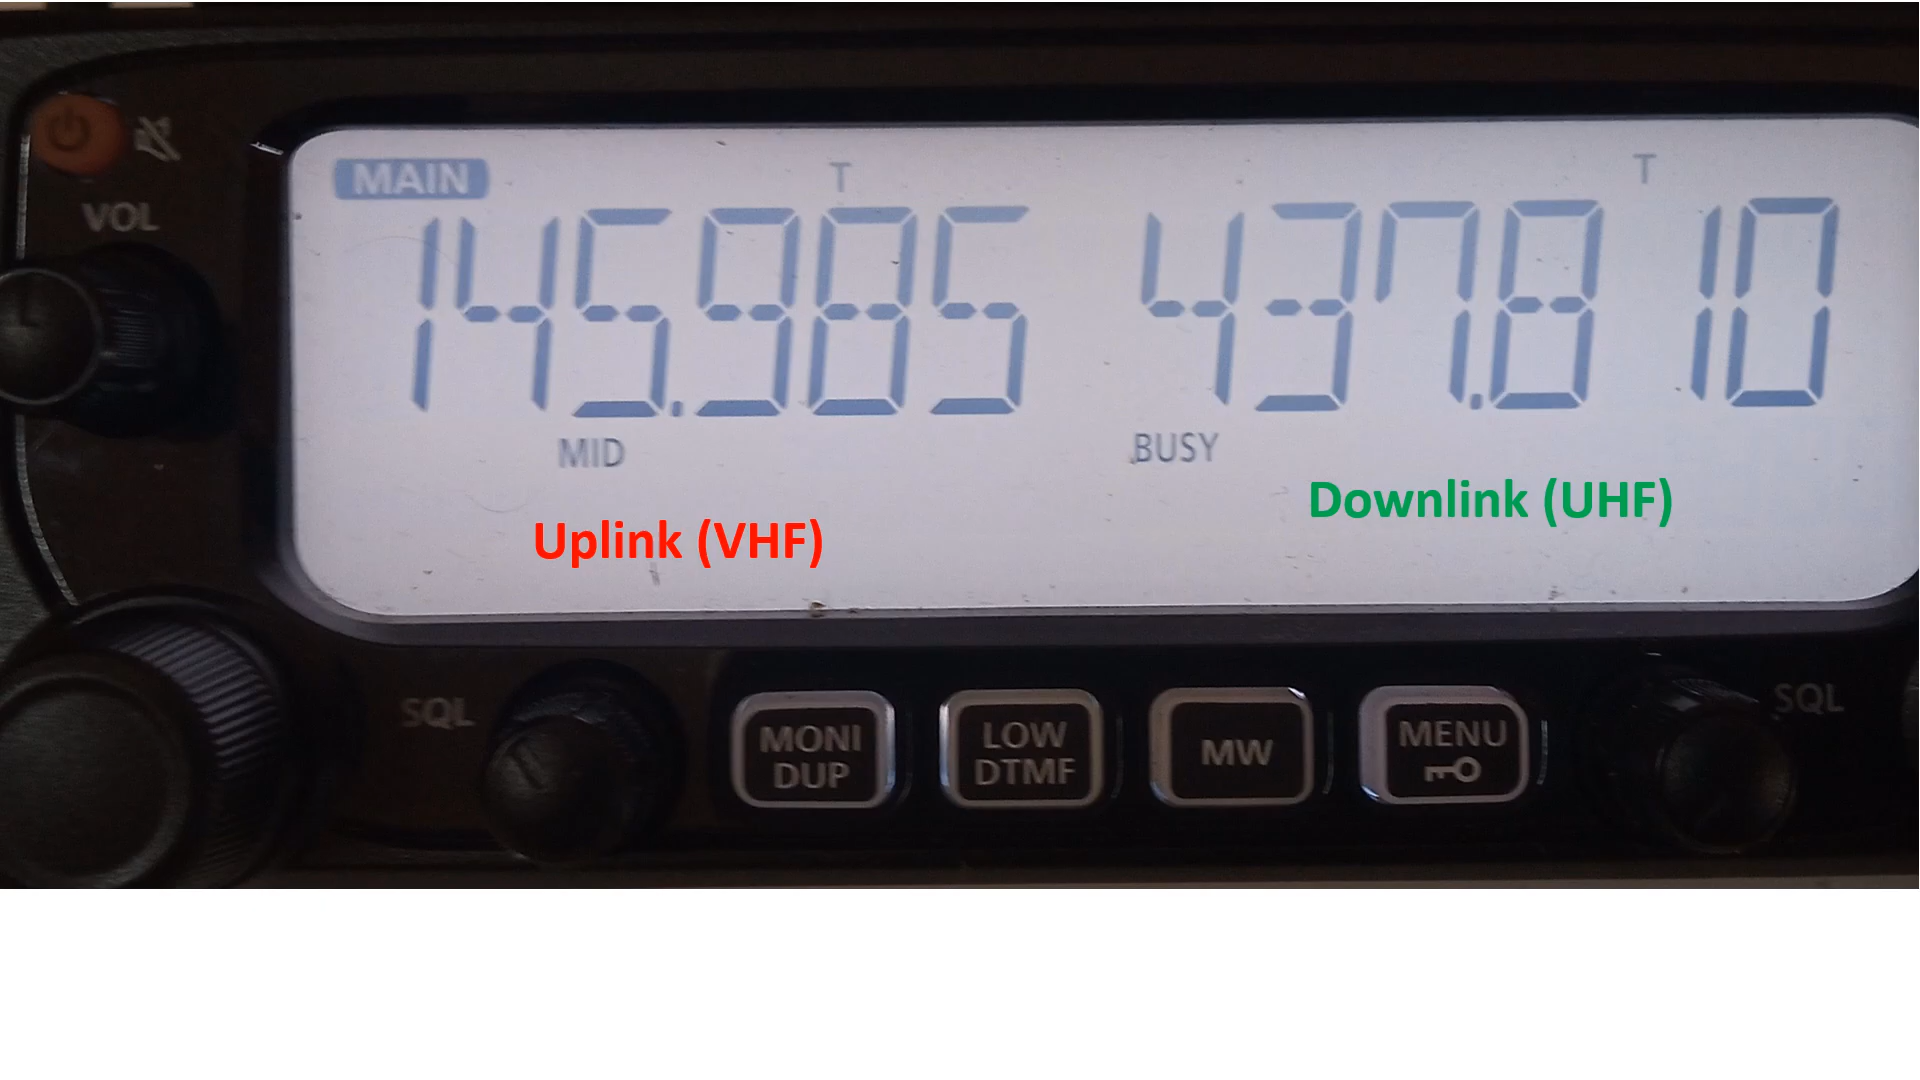 VOL
MAIN T T
145.985 437.810
MID BUSY
Uplink (VHF) Downlink (UHF)
SQL MONI DUP LOW DTMF MW MENU SQL